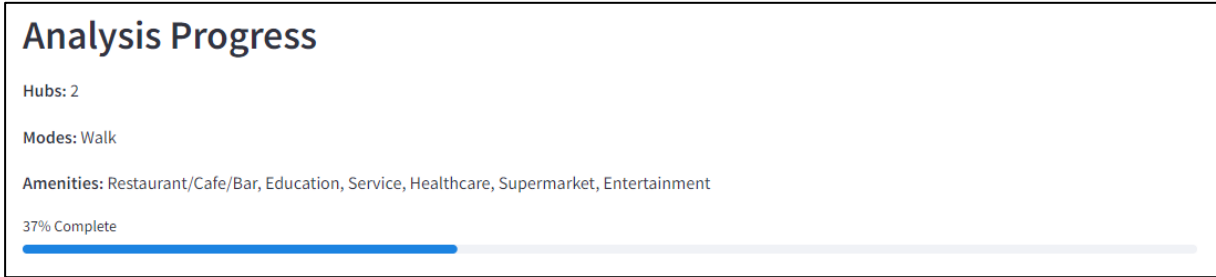 Analysis Progress
Hubs: 2
Modes: Walk
Amenities: Restaurant/Cafe/Bar, Education, Service, Healthcare, Supermarket, Entertainment
37% Complete